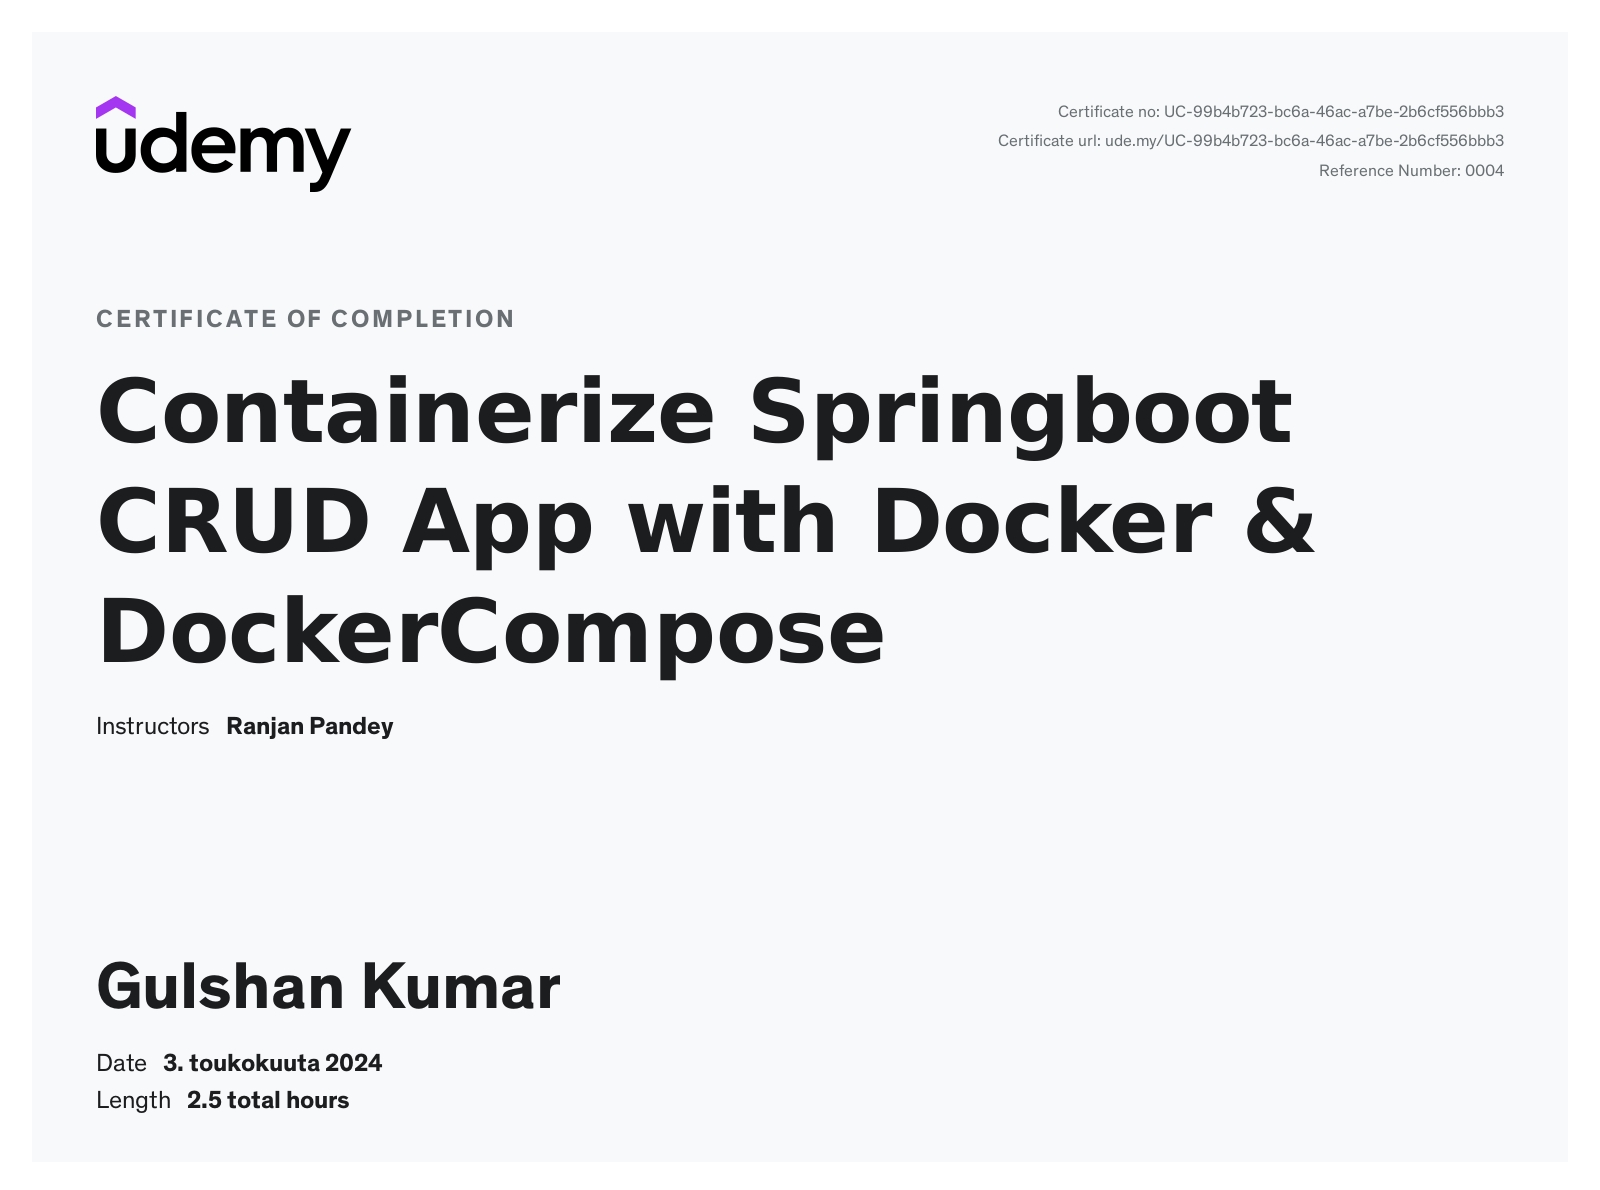 udemy
Certificate no: UC-99b4b723-bc6a-46ac-a7be-2b6cf556bbb3
Certificate url: ude.my/UC-99b4b723-bc6a-46ac-a7be-2b6cf556bbb3
Reference Number: 0004
CERTIFICATE OF COMPLETION
Containerize Springboot
CRUD App with Docker &
DockerCompose
Instructors Ranjan Pandey
Gulshan Kumar
Date 3. toukokuuta 2024
Length 2.5 total hours